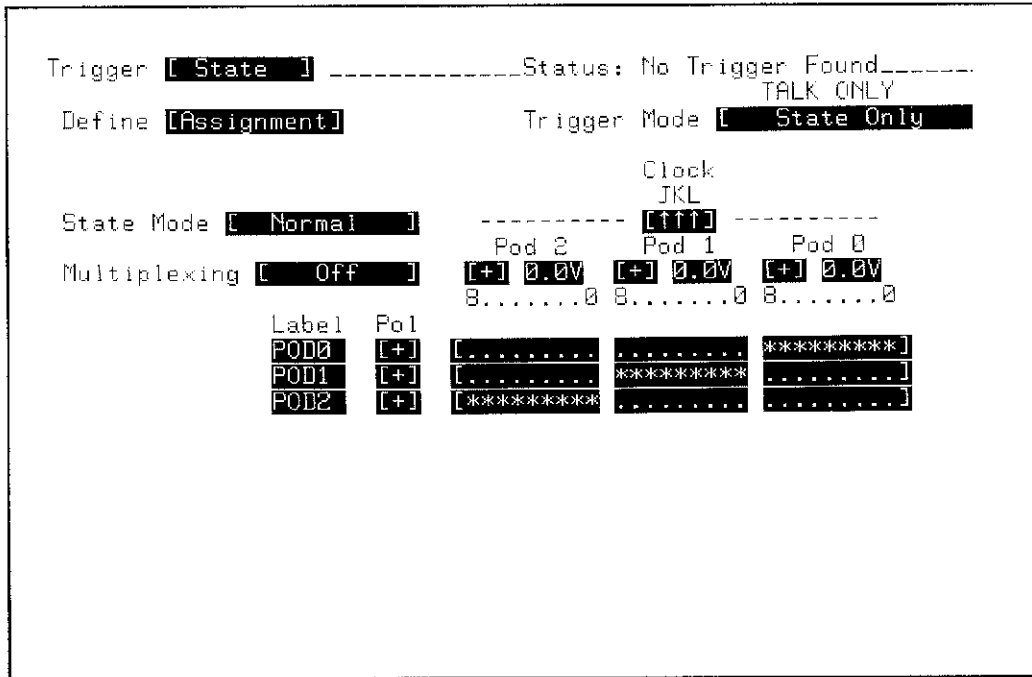 Trigger [ State ] _____________Status: No Trigger Found______
TALK ONLY
Define [Assignment] Trigger Mode [ State Only
Clock
JKL
State Mode [ Normal ] ---------- [↑↑↑] ----------
Pod 2 Pod 1 Pod 0
Multiplexing [ Off ] [+] 0.0V [+] 0.0V [+] 0.0V
8.......0 8.......0 8.......0
Label Pol
POD0 [+] [......... ......... *********]
POD1 [+] [......... ********* .........]
POD2 [+] [********* ......... .........]